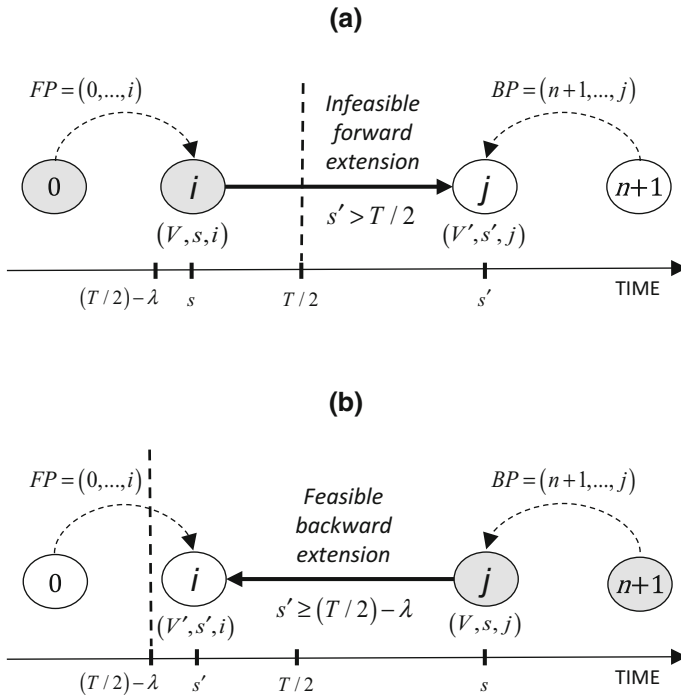 (a)
FP = (0,...,i)
BP = (n+1,...,j)
Infeasible
forward
extension
0
i
j
n+1
s′ > T / 2
(V, s, i)
(V′, s′, j)
(T / 2) − λ
s
T / 2
s′
TIME
(b)
FP = (0,...,i)
BP = (n+1,...,j)
Feasible
backward
extension
0
i
j
n+1
s′ ≥ (T / 2) − λ
(V′, s′, i)
(V, s, j)
(T / 2) − λ
s′
T / 2
s
TIME